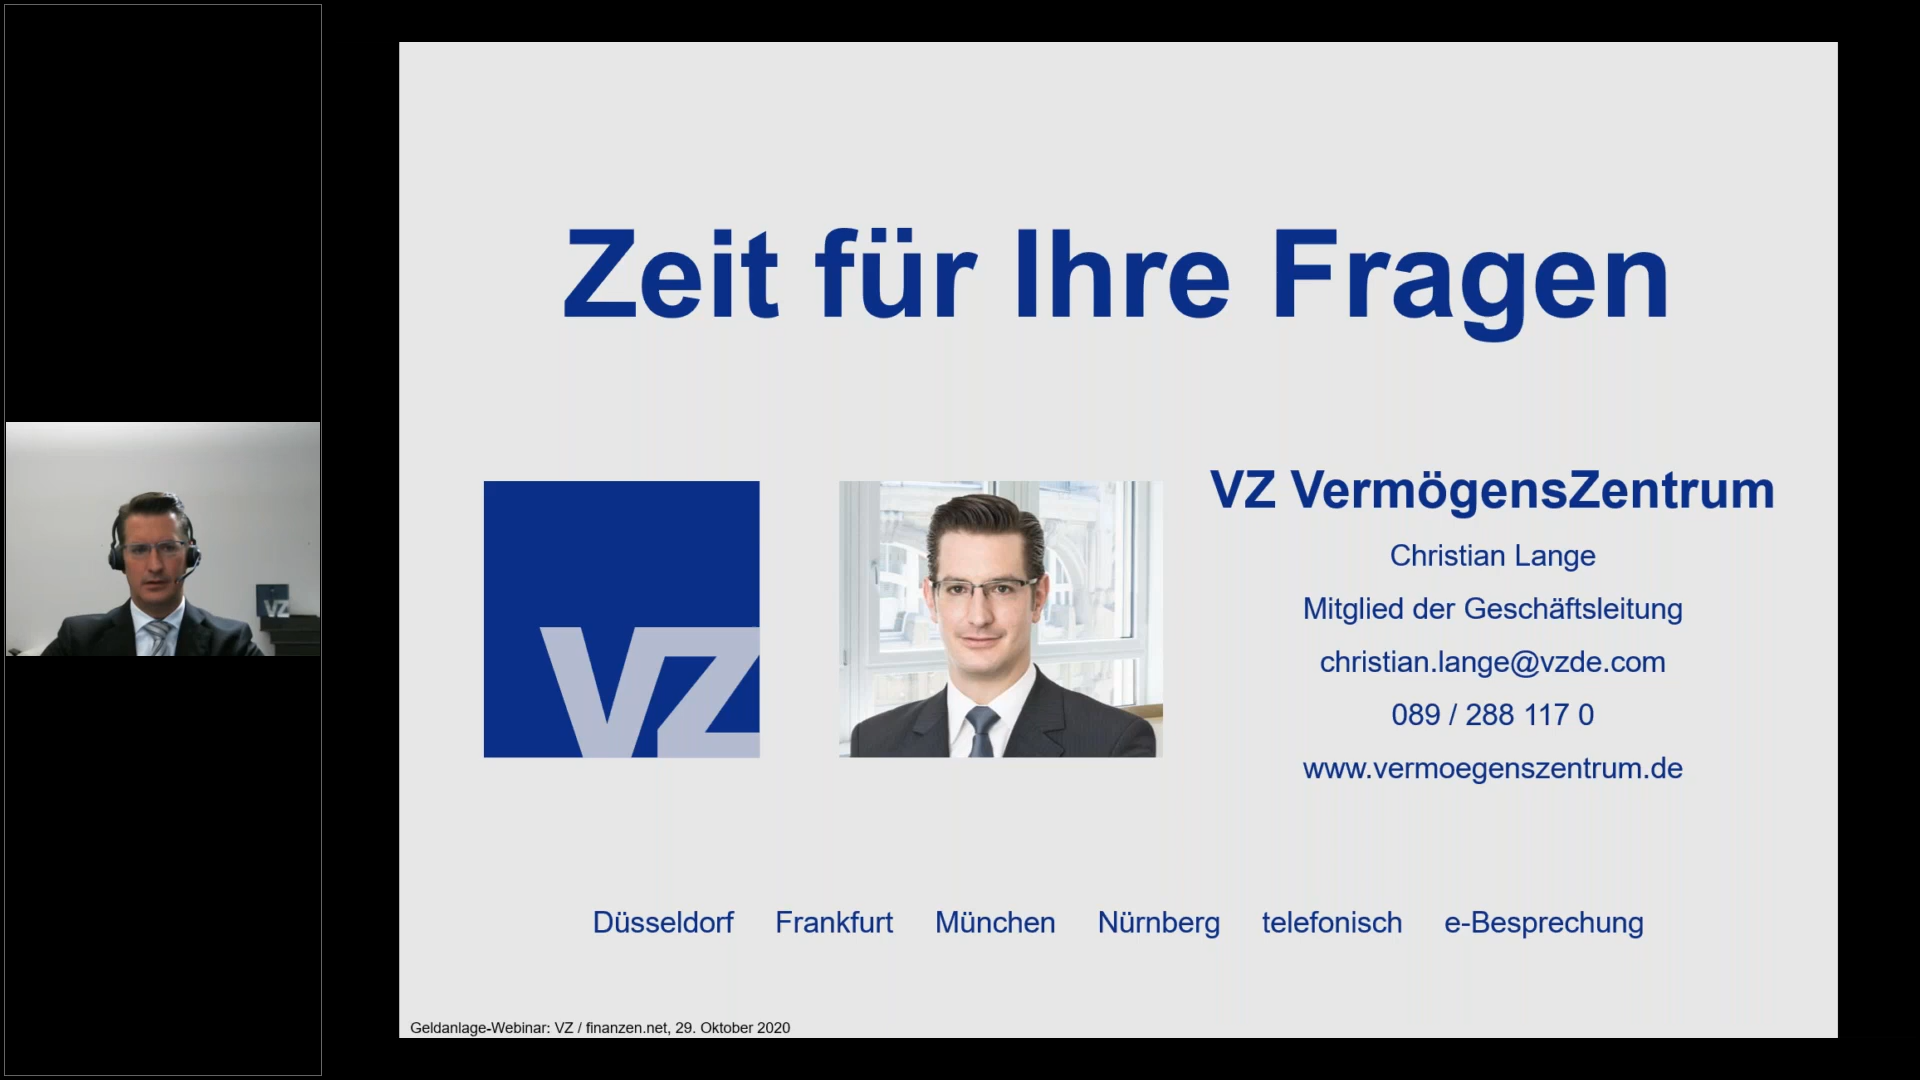 Zeit für Ihre Fragen
VZ
VZ
VZ VermögensZentrum
Christian Lange
Mitglied der Geschäftsleitung
christian.lange@vzde.com
089 / 288 117 0
www.vermoegenszentrum.de
Düsseldorf Frankfurt München Nürnberg telefonisch e-Besprechung
Geldanlage-Webinar: VZ / finanzen.net, 29. Oktober 2020